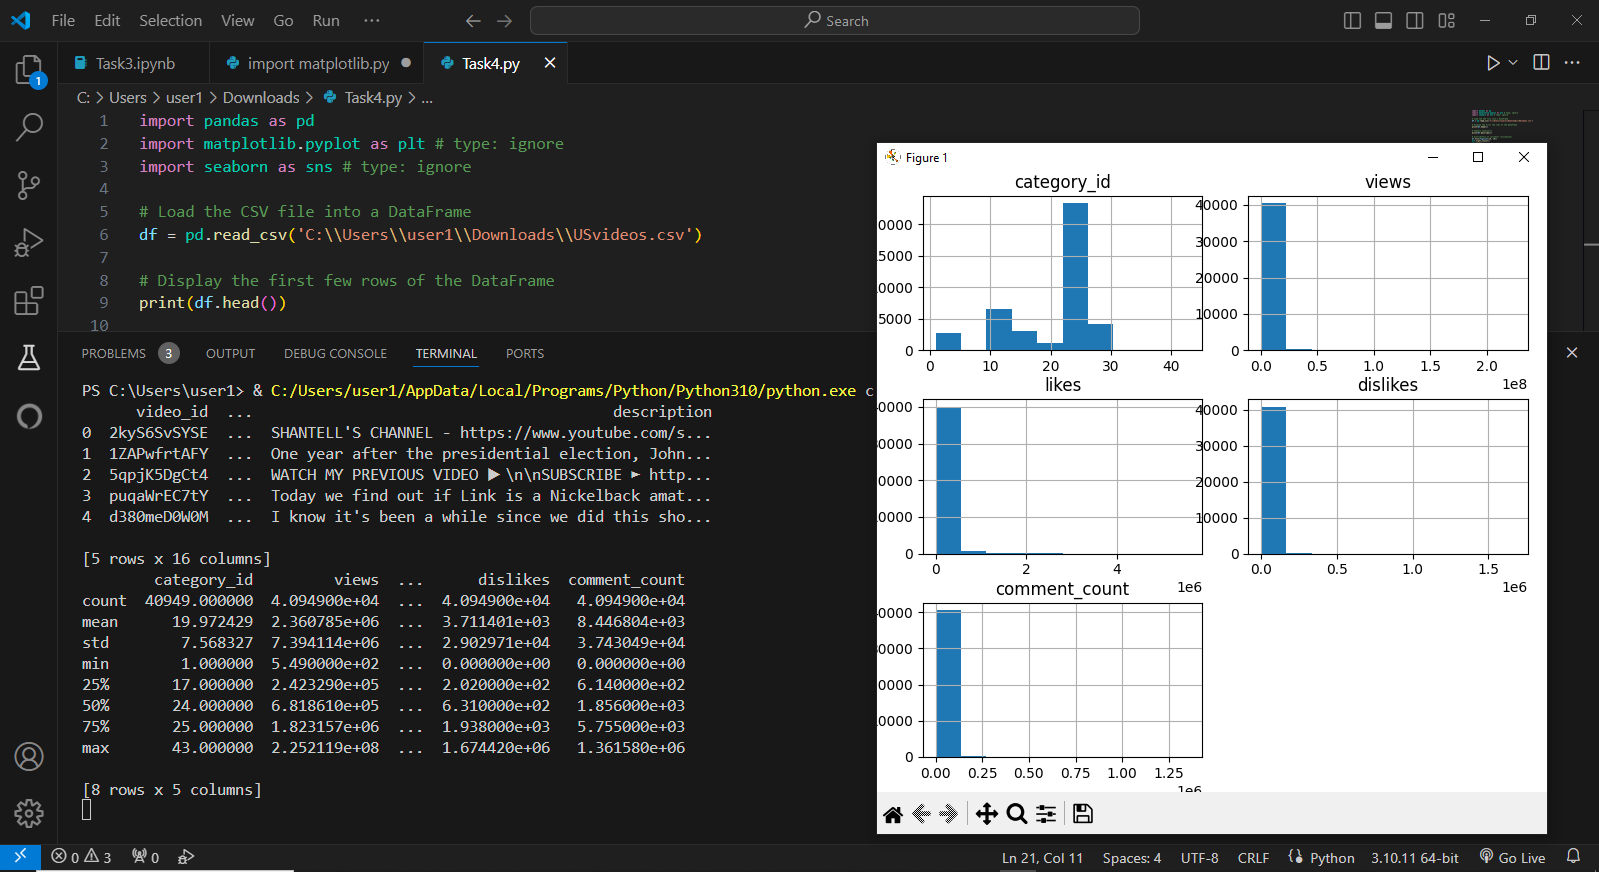 File Edit Selection View Go Run ··· Search
Task3.ipynb import matplotlib.py Task4.py
C: > Users > user1 > Downloads > Task4.py > ...
1 import pandas as pd
2 import matplotlib.pyplot as plt # type: ignore
3 import seaborn as sns # type: ignore
4
5 # Load the CSV file into a DataFrame
6 df = pd.read_csv('C:\\Users\\user1\\Downloads\\USvideos.csv')
7
8 # Display the first few rows of the DataFrame
9 print(df.head())
10
PROBLEMS 3 OUTPUT DEBUG CONSOLE TERMINAL PORTS
PS C:\Users\user1> & C:/Users/user1/AppData/Local/Programs/Python/Python310/python.exe c
video_id ... description
0 2kyS6SvSYSE ... SHANTELL'S CHANNEL - https://www.youtube.com/s...
1 1ZAPwfrtAFY ... One year after the presidential election, John...
2 5qpjK5DgCt4 ... WATCH MY PREVIOUS VIDEO ▶ \n\nSUBSCRIBE ► http...
3 puqaWrEC7tY ... Today we find out if Link is a Nickelback amat...
4 d380meD0W0M ... I know it's been a while since we did this sho...
[5 rows x 16 columns]
category_id views ... dislikes comment_count
count 40949.000000 4.094900e+04 ... 4.094900e+04 4.094900e+04
mean 19.972429 2.360785e+06 ... 3.711401e+03 8.446804e+03
std 7.568327 7.394114e+06 ... 2.902971e+04 3.743049e+04
min 1.000000 5.490000e+02 ... 0.000000e+00 0.000000e+00
25% 17.000000 2.423290e+05 ... 2.020000e+02 6.140000e+02
50% 24.000000 6.818610e+05 ... 6.310000e+02 1.856000e+03
75% 25.000000 1.823157e+06 ... 1.938000e+03 5.755000e+03
max 43.000000 2.252119e+08 ... 1.674420e+06 1.361580e+06
[8 rows x 5 columns]
Figure 1
category_id
0000
5000
0000
5000
0
0 10 20 30 40
views
40000
30000
20000
10000
0
0.0 0.5 1.0 1.5 2.0
1e8
likes
0000
0000
0000
0000
0
0 2 4
1e6
dislikes
40000
30000
20000
10000
0
0.0 0.5 1.0 1.5
1e6
comment_count
0000
0000
0000
0000
0
0.00 0.25 0.50 0.75 1.00 1.25
1e6
1
0 3 0
Ln 21, Col 11 Spaces: 4 UTF-8 CRLF Python 3.10.11 64-bit Go Live